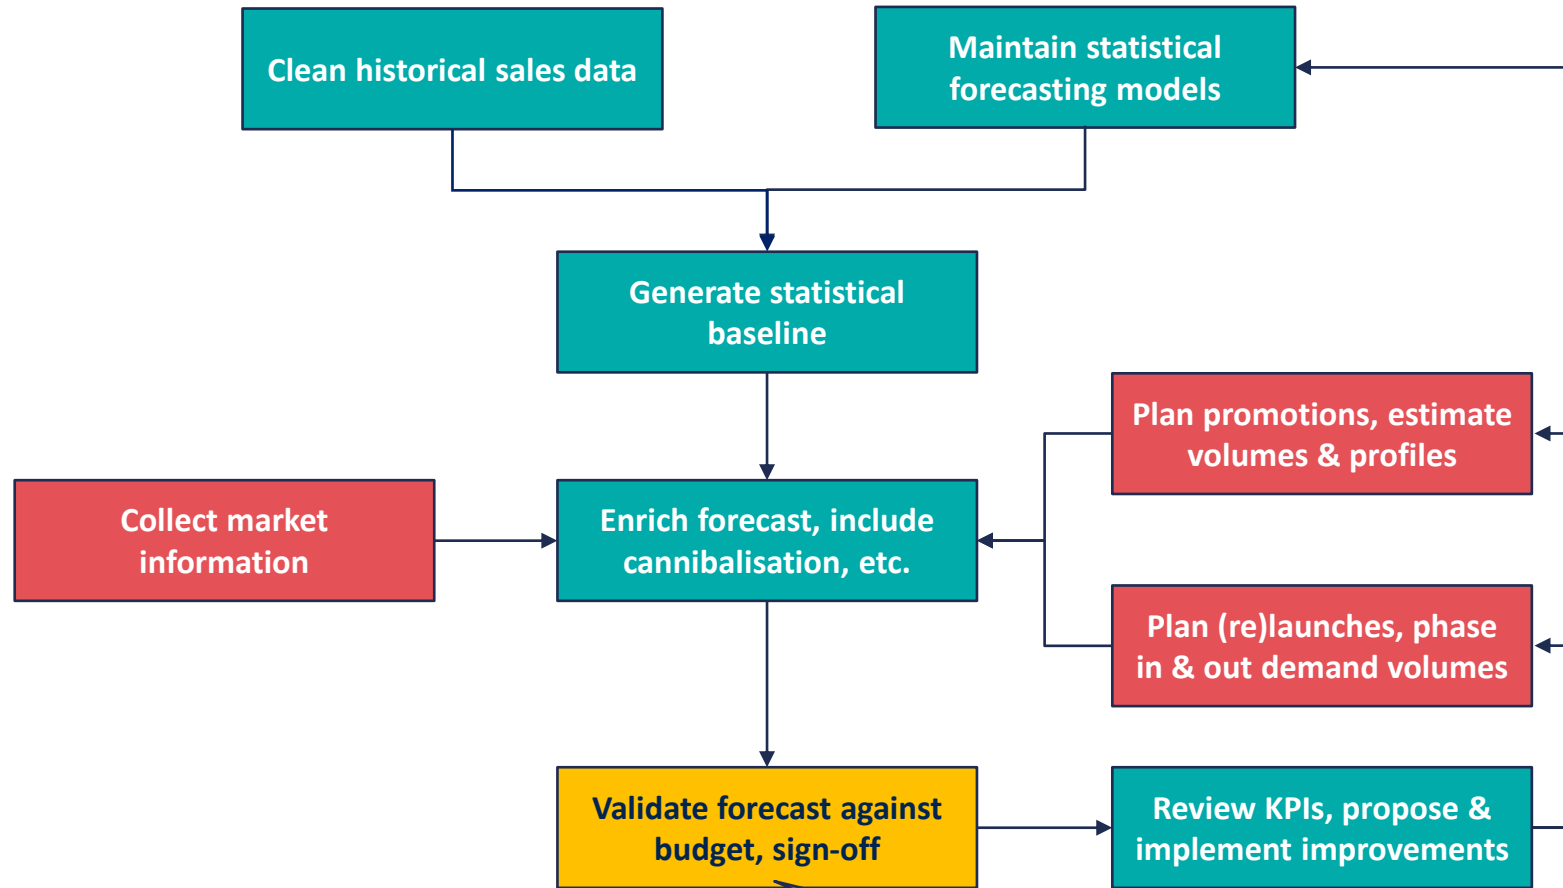 Clean historical sales data
Maintain statistical
forecasting models
Generate statistical
baseline
Plan promotions, estimate
volumes & profiles
Collect market
information
Enrich forecast, include
cannibalisation, etc.
Plan (re)launches, phase
in & out demand volumes
Validate forecast against
budget, sign-off
Review KPIs, propose &
implement improvements